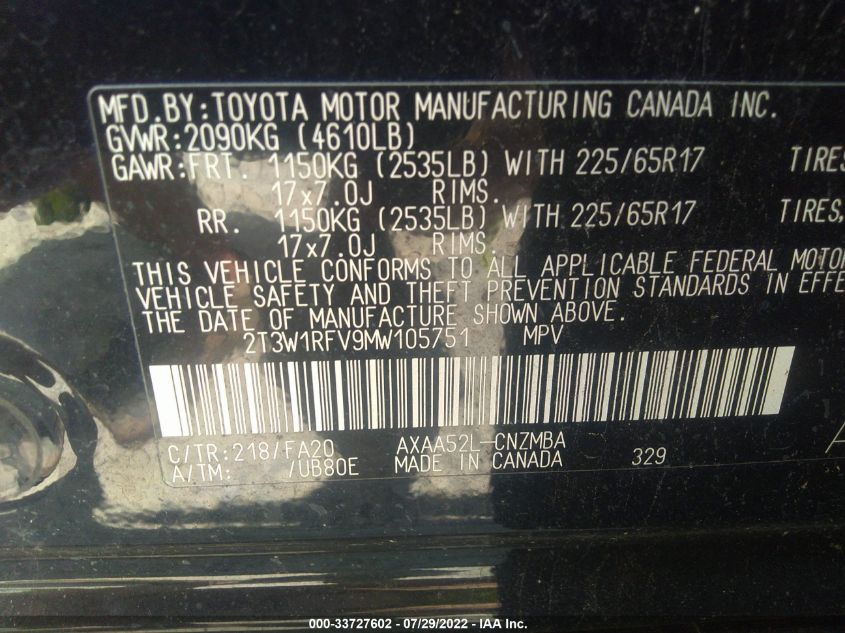 MFD.BY:TOYOTA MOTOR MANUFACTURING CANADA INC.
GVWR:2090KG (4610LB)
GAWR:FRT. 1150KG (2535LB) WITH 225/65R17 TIRES
17x7.0J RIMS.
RR. 1150KG (2535LB) WITH 225/65R17 TIRES,
17x7.0J RIMS.
THIS VEHICLE CONFORMS TO ALL APPLICABLE FEDERAL MOTO
VEHICLE SAFETY AND THEFT PREVENTION STANDARDS IN EFFE
THE DATE OF MANUFACTURE SHOWN ABOVE.
2T3W1RFV9MW105751 MPV
C/TR:218/FA20 AXAA52L-CNZMBA
A/TM: /UB80E MADE IN CANADA 329
A
000-33727602 - 07/29/2022 - IAA Inc.